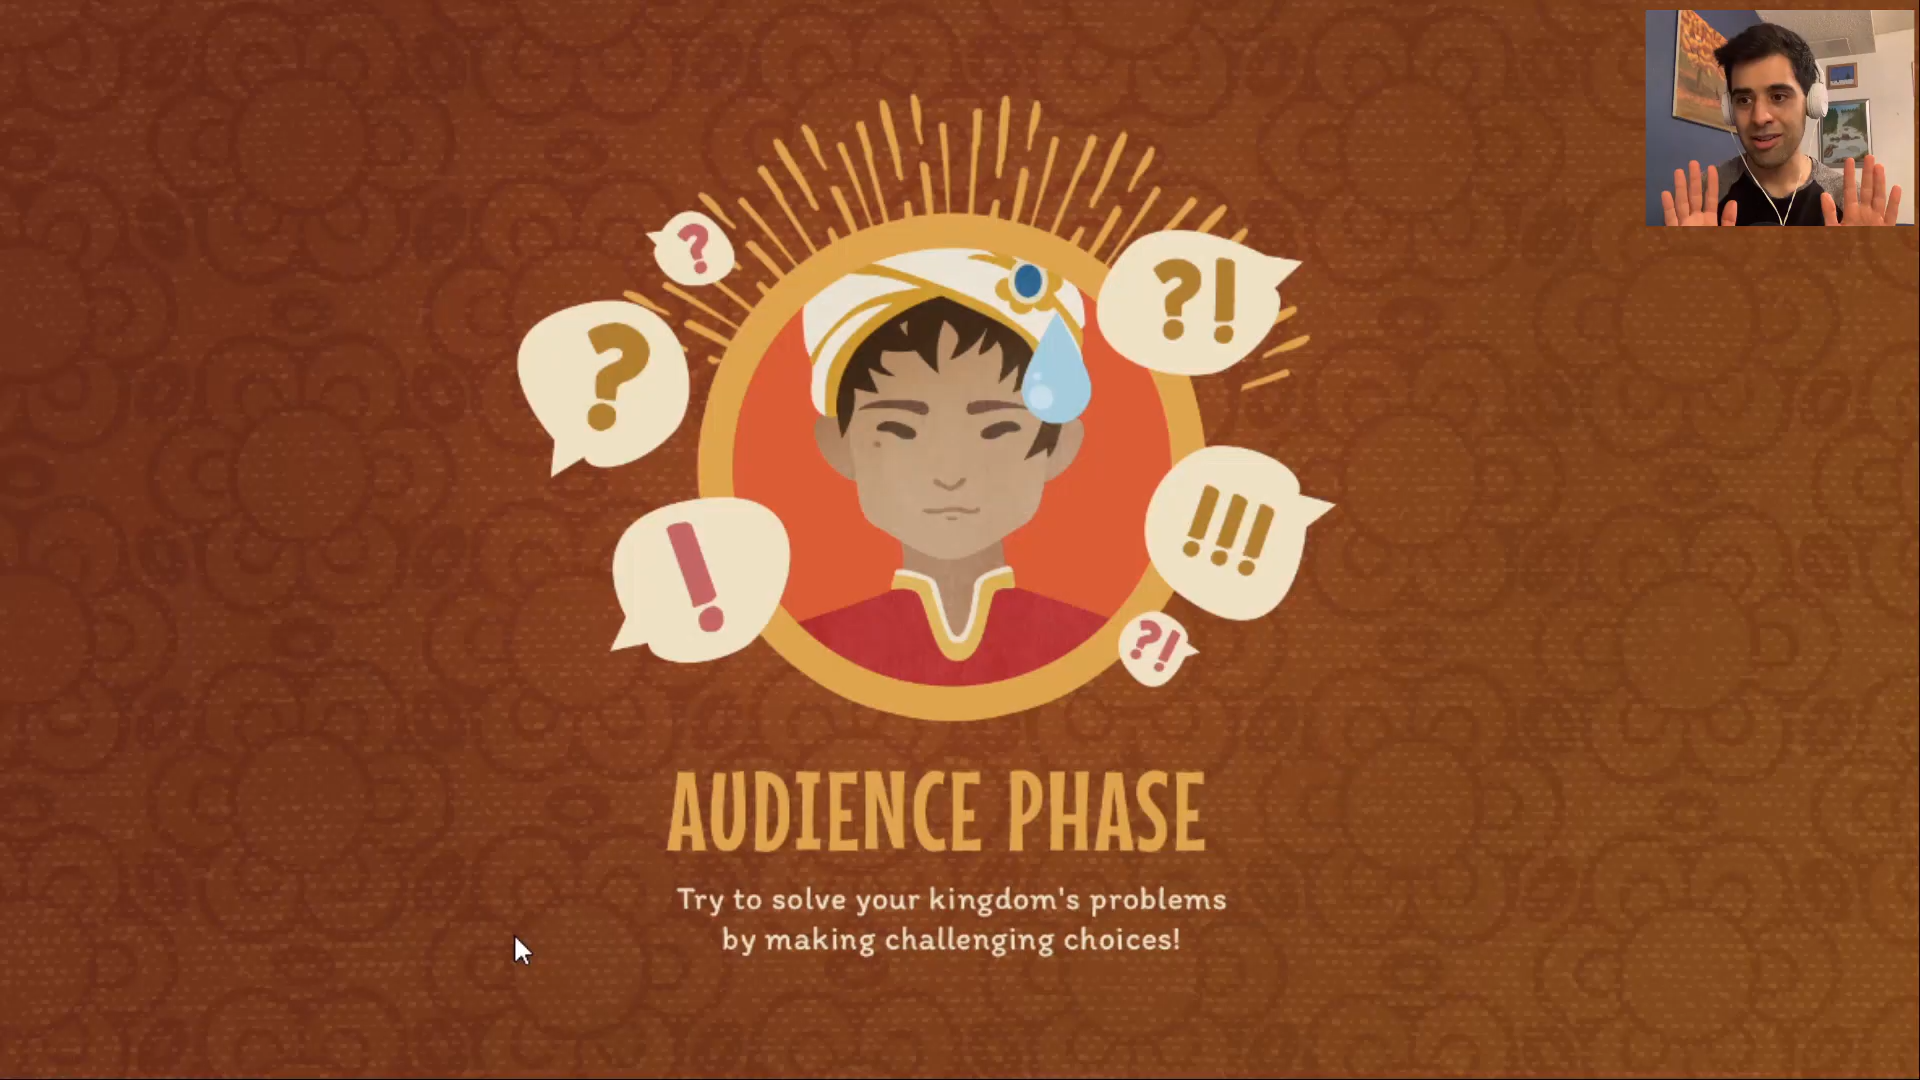 ?
?!
?
!!!
!
?!
AUDIENCE PHASE
Try to solve your kingdom's problems
by making challenging choices!